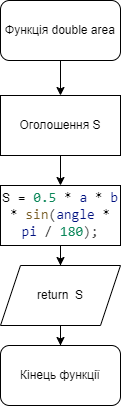 Функція double area
Оголошення S
S = 0.5 * a * b
* sin(angle *
pi / 180);
return S
Кінець функції